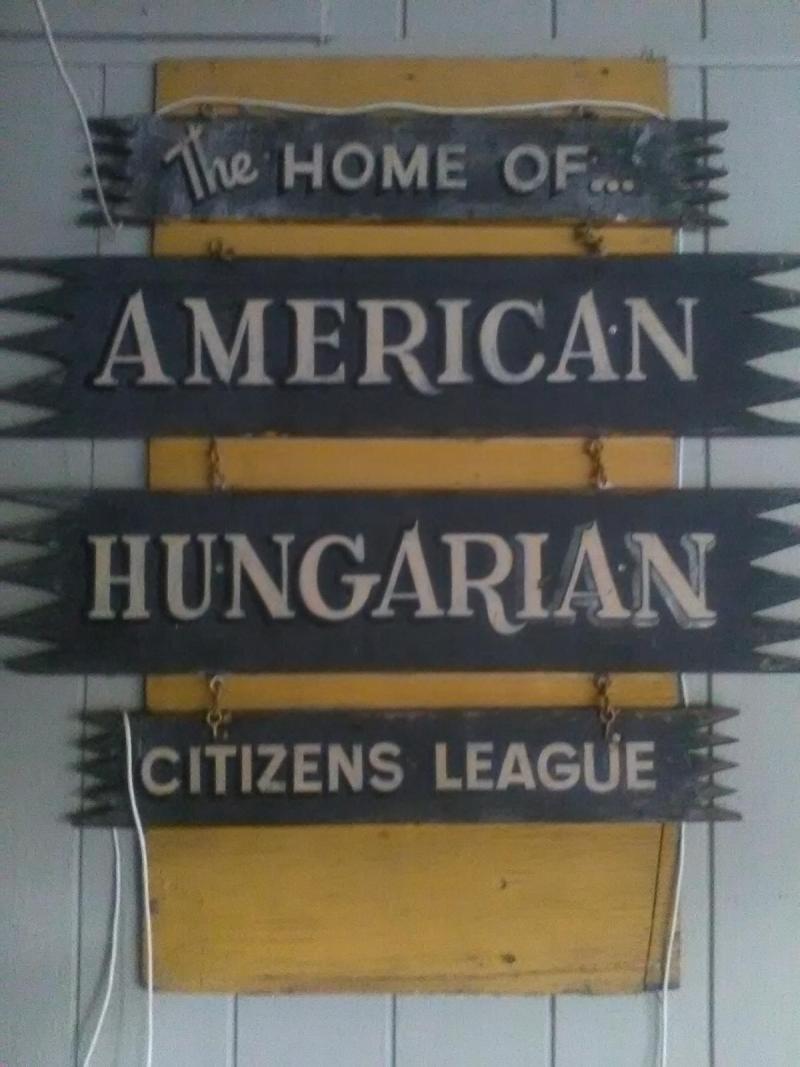 The HOME OF...
AMERICAN
HUNGARIAN
CITIZENS LEAGUE